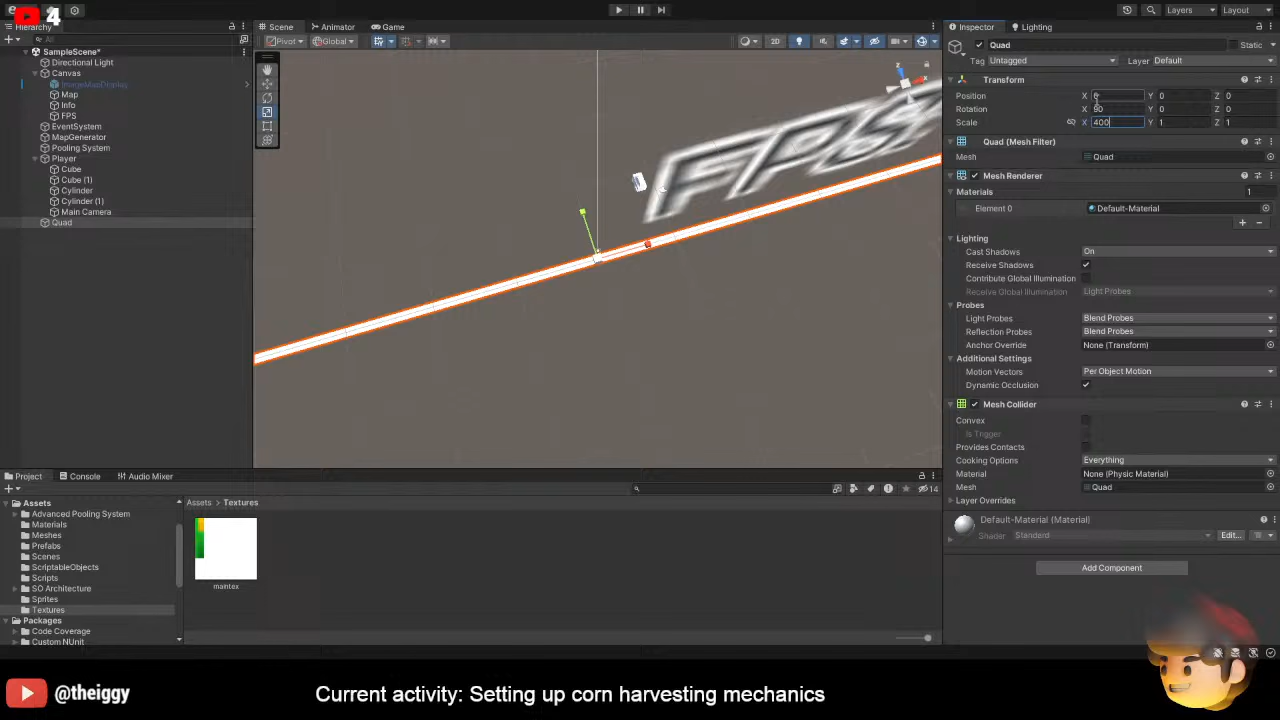 4
Layers
Layout
Hierarchy
Scene
Animator
Game
Inspector
Lighting
All
Pivot
Global
2D
Quad
Static
Tag Untagged
Layer Default
SampleScene*
Directional Light
Canvas
ImageMapDisplay
Map
Info
FPS
EventSystem
MapGenerator
Pooling System
Player
Cube
Cube (1)
Cylinder
Cylinder (1)
Main Camera
Quad
FPS
Transform
Position X 0 Y 0 Z 0
Rotation X 90 Y 0 Z 0
Scale X 400 Y 1 Z 1
Quad (Mesh Filter)
Mesh Quad
Mesh Renderer
Materials 1
Element 0 Default-Material
Lighting
Cast Shadows On
Receive Shadows
Contribute Global Illumination
Receive Global Illumination Light Probes
Probes
Light Probes Blend Probes
Reflection Probes Blend Probes
Anchor Override None (Transform)
Additional Settings
Motion Vectors Per Object Motion
Dynamic Occlusion
Mesh Collider
Convex
Is Trigger
Provides Contacts
Cooking Options Everything
Material None (Physic Material)
Mesh Quad
Layer Overrides
Default-Material (Material)
Shader Standard Edit...
Add Component
Project
Console
Audio Mixer
14
Assets
Advanced Pooling System
Materials
Meshes
Prefabs
Scenes
ScriptableObjects
Scripts
SO Architecture
Sprites
Textures
Packages
Code Coverage
Custom NUnit
Assets > Textures
maintex
@theiggy
Current activity: Setting up corn harvesting mechanics